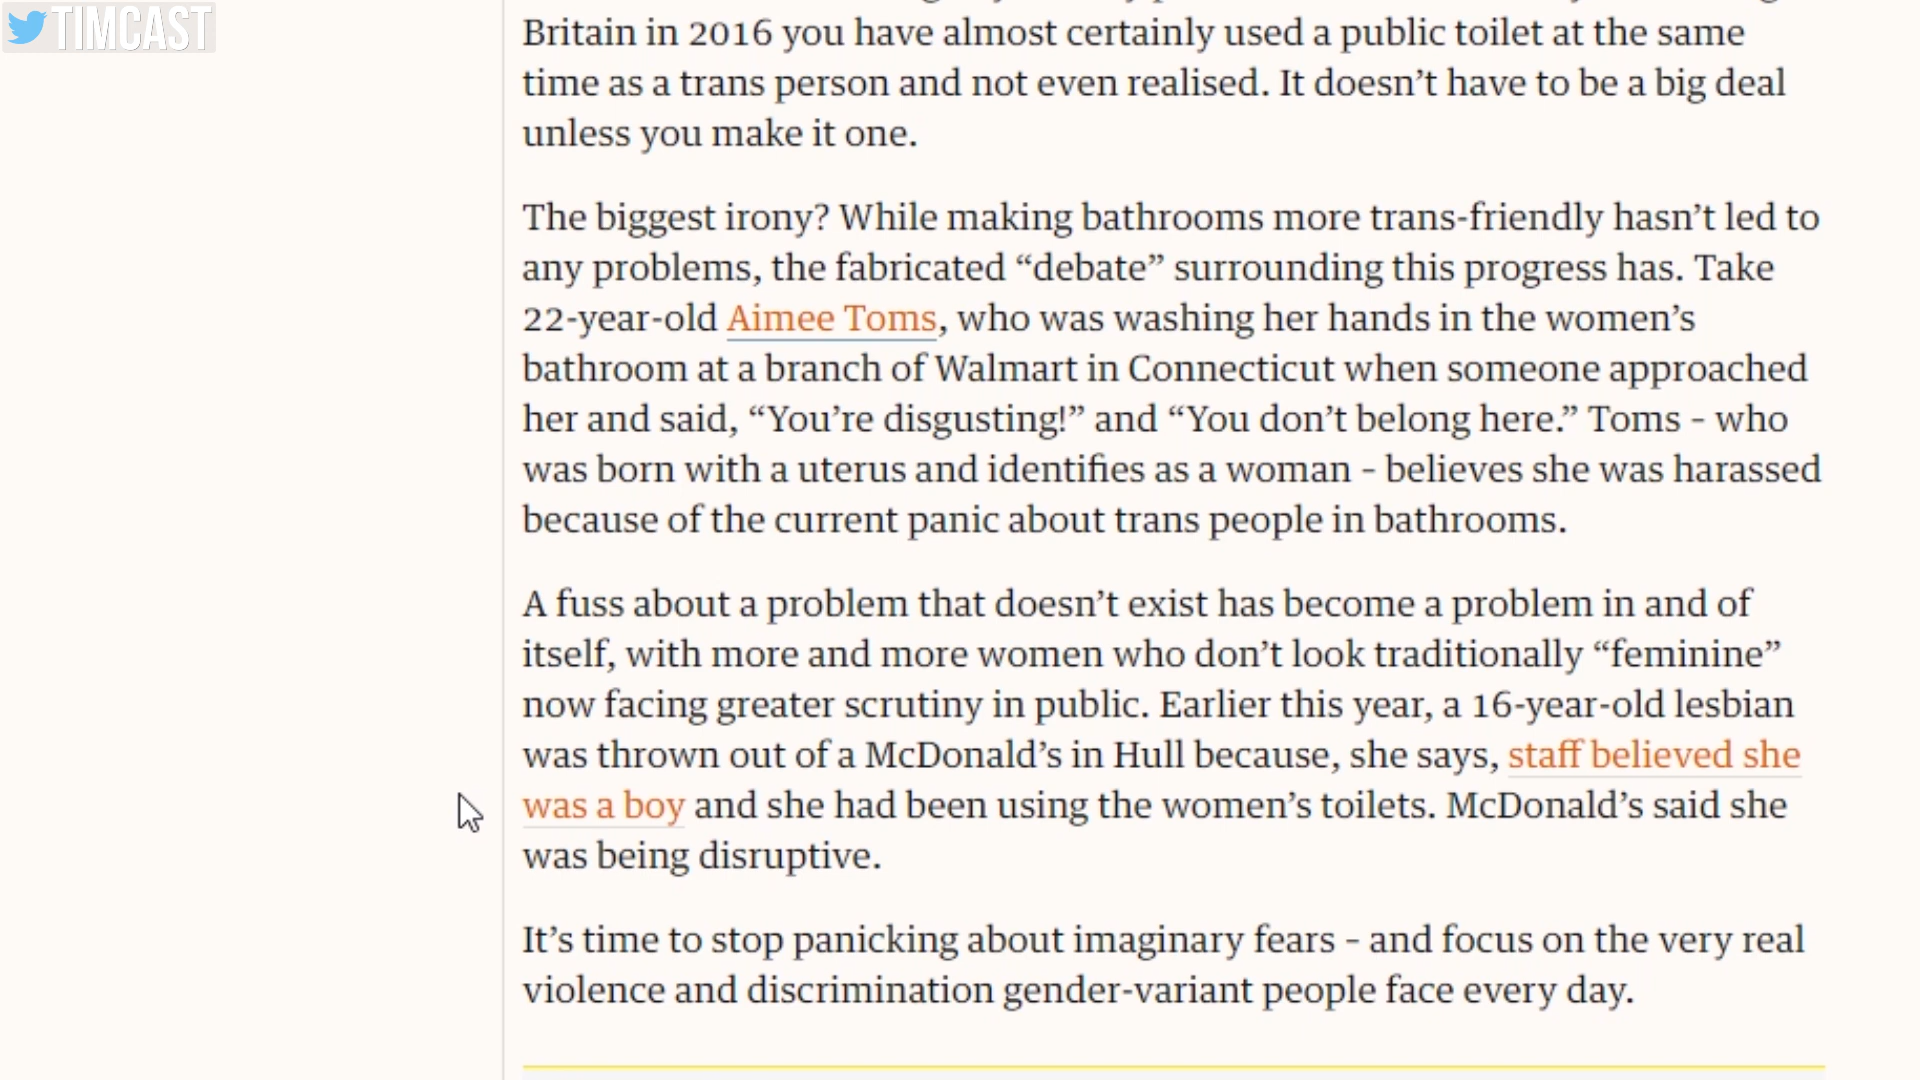 TIMCAST
Britain in 2016 you have almost certainly used a public toilet at the same
time as a trans person and not even realised. It doesn’t have to be a big deal
unless you make it one.
The biggest irony? While making bathrooms more trans-friendly hasn’t led to
any problems, the fabricated “debate” surrounding this progress has. Take
22-year-old Aimee Toms, who was washing her hands in the women’s
bathroom at a branch of Walmart in Connecticut when someone approached
her and said, “You’re disgusting!” and “You don’t belong here.” Toms – who
was born with a uterus and identifies as a woman – believes she was harassed
because of the current panic about trans people in bathrooms.
A fuss about a problem that doesn’t exist has become a problem in and of
itself, with more and more women who don’t look traditionally “feminine”
now facing greater scrutiny in public. Earlier this year, a 16-year-old lesbian
was thrown out of a McDonald’s in Hull because, she says, staff believed she
was a boy and she had been using the women’s toilets. McDonald’s said she
was being disruptive.
It’s time to stop panicking about imaginary fears – and focus on the very real
violence and discrimination gender-variant people face every day.